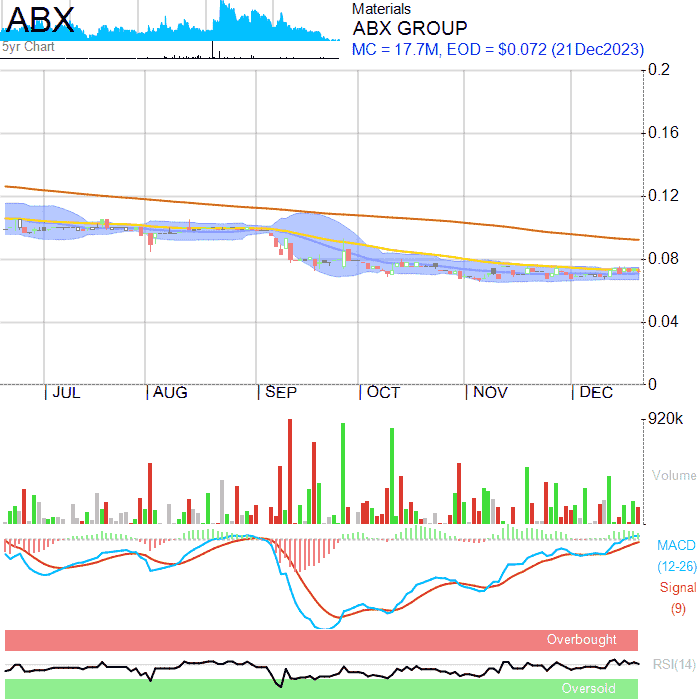 ABX
5yr Chart
Materials
ABX GROUP
MC = 17.7M, EOD = $0.072 (21Dec2023)
0.2
0.16
0.12
0.08
0.04
0
JUL AUG SEP OCT NOV DEC
920k
Volume
MACD
(12-26)
Signal
(9)
Overbought
RSI(14)
Oversold